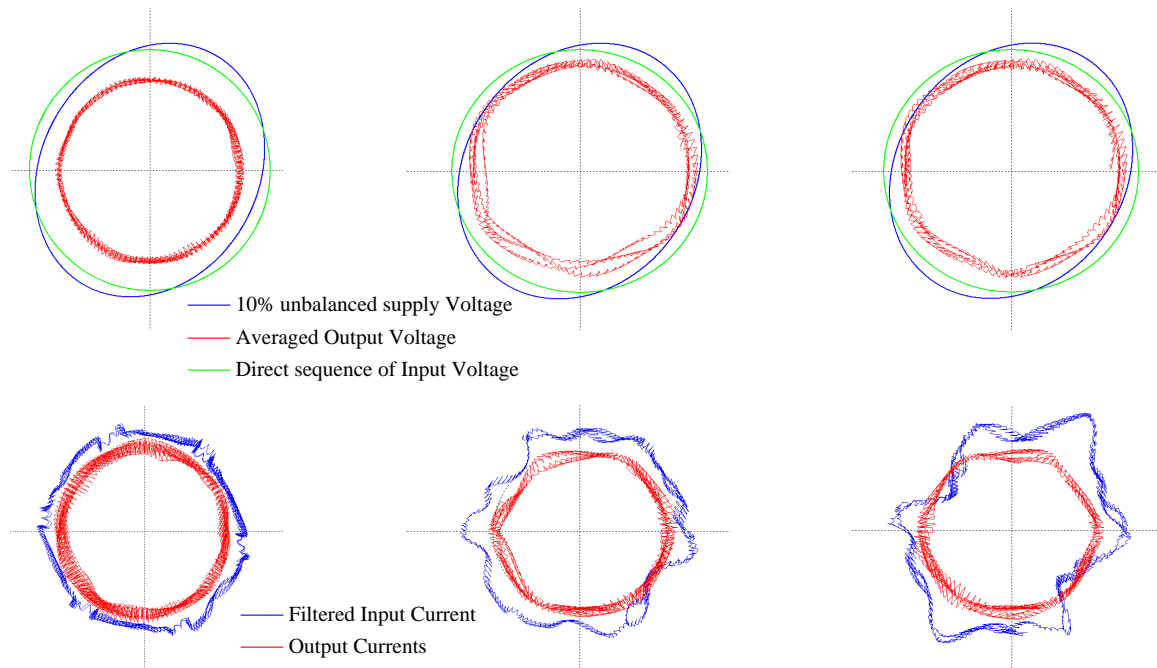 10% unbalanced supply Voltage
Averaged Output Voltage
Direct sequence of Input Voltage
Filtered Input Current
Output Currents